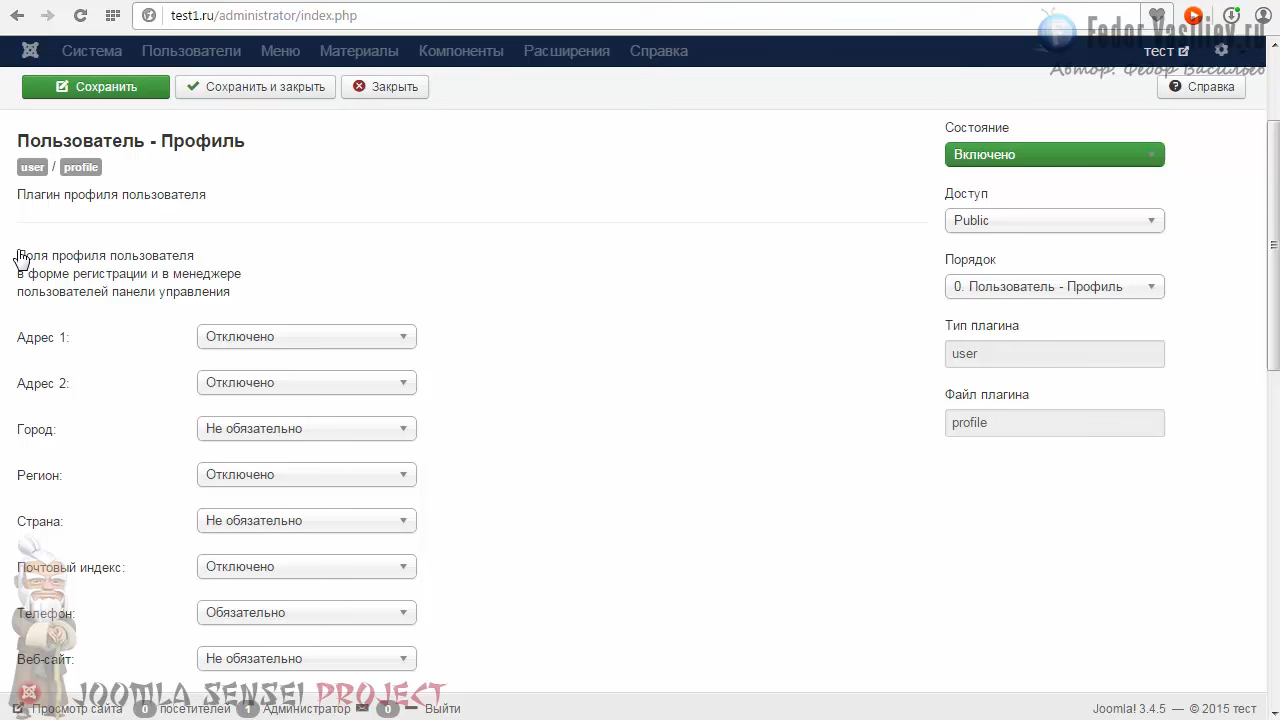 test1.ru/administrator/index.php
Fedor Vasiliev.ru
Автор: Федор Васильев
Система Пользователи Меню Материалы Компоненты Расширения Справка тест
Сохранить Сохранить и закрыть Закрыть Справка
Пользователь - Профиль
user / profile
Плагин профиля пользователя
Поля профиля пользователя
в форме регистрации и в менеджере
пользователей панели управления
Адрес 1: Отключено
Адрес 2: Отключено
Город: Не обязательно
Регион: Отключено
Страна: Не обязательно
Почтовый индекс: Отключено
Телефон: Обязательно
Веб-сайт: Не обязательно
Состояние
Включено
Доступ
Public
Порядок
0. Пользователь - Профиль
Тип плагина
user
Файл плагина
profile
JOOMLA SENSEI PROJECT
Просмотр сайта 0 посетителей 1 Администратор 0 Выйти
Joomla! 3.4.5 — © 2015 тест